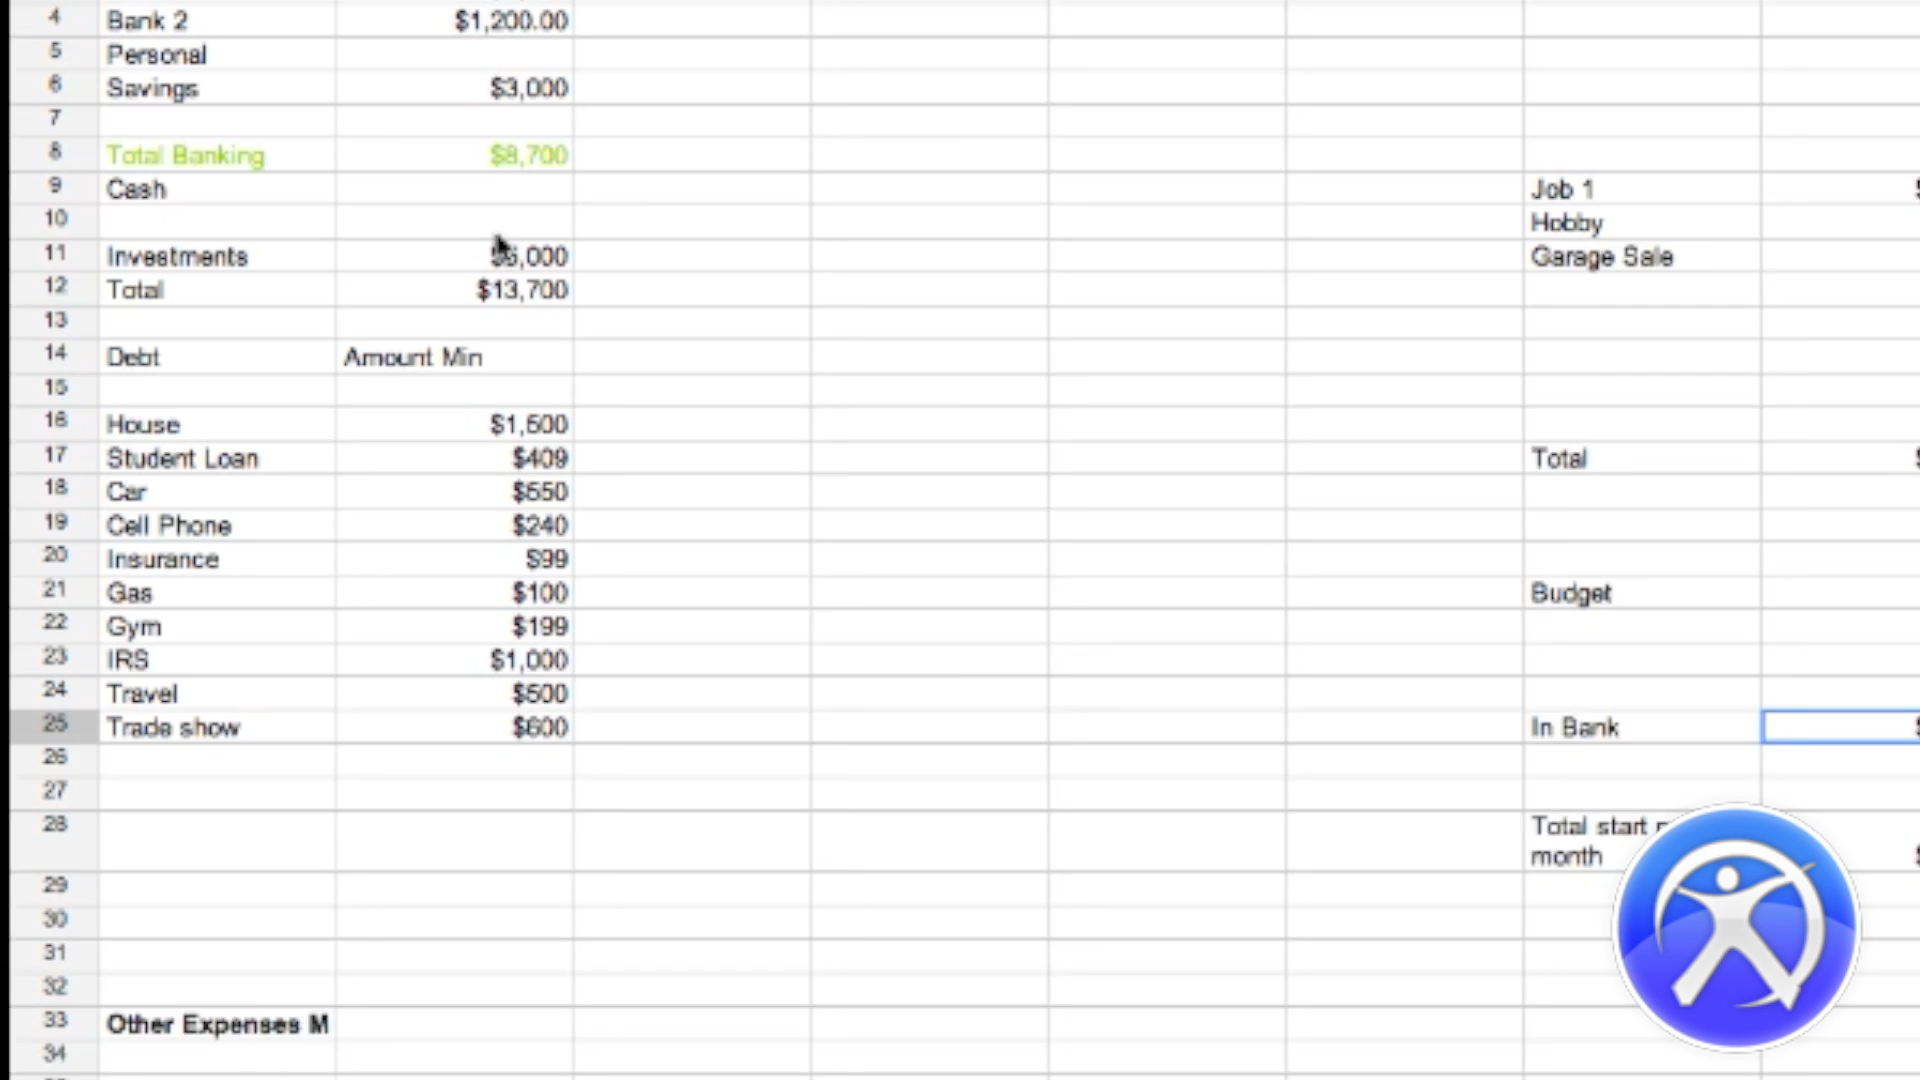 4 Bank 2 $1,200.00
5 Personal
6 Savings $3,000
7
8 Total Banking $8,700
9 Cash Job 1
10 Hobby
11 Investments ,000 Garage Sale
12 Total $13,700
13
14 Debt Amount Min
15
16 House $1,500
17 Student Loan $409 Total
18 Car $550
19 Cell Phone $240
20 Insurance $99
21 Gas $100 Budget
22 Gym $199
23 IRS $1,000
24 Travel $500
25 Trade show $600 In Bank
26
27
28 Total start
month
29
30
31
32
33 Other Expenses M
34